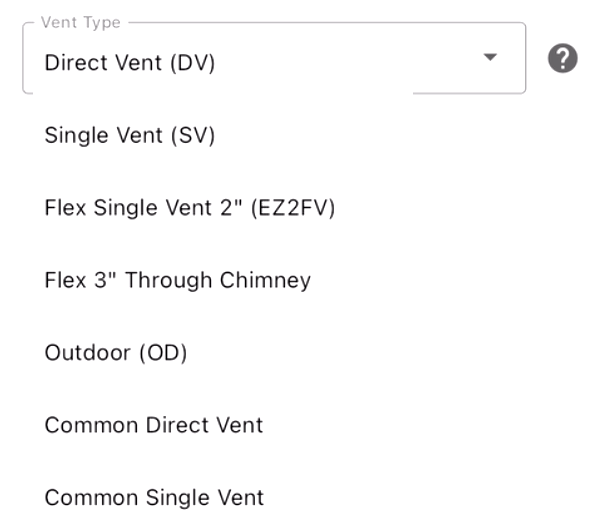 Vent Type
Direct Vent (DV)
Single Vent (SV)
Flex Single Vent 2" (EZ2FV)
Flex 3" Through Chimney
Outdoor (OD)
Common Direct Vent
Common Single Vent